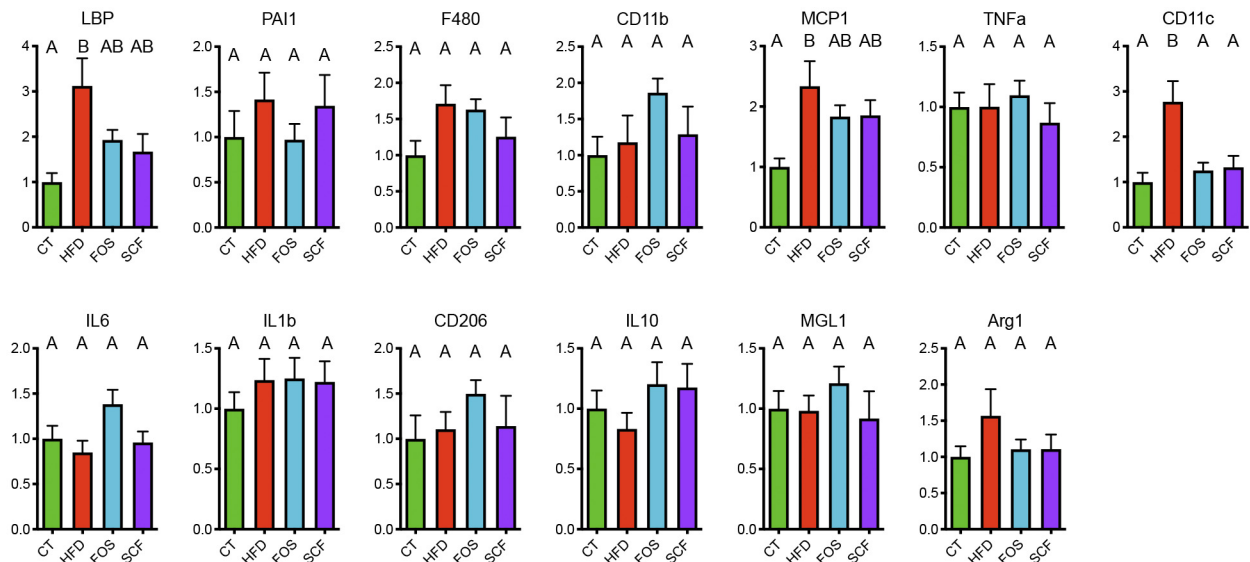 LBP PAI1 F480 CD11b MCP1 TNFa CD11c
A B AB AB A A A A A A A A A A A A A B AB AB A A A A A B A A
4 2.0 2.5 2.5 3 1.5 4
2.0 2.0
3 1.5 3
2 1.0
1.5 1.5 2 1.0 2
1.0 1.0
1 0.5 0.5 0.5 1 0.5 1
0 0.0 0.0 0.0 0 0.0 0
CT HFD FOS SCF CT HFD FOS SCF CT HFD FOS SCF CT HFD FOS SCF CT HFD FOS SCF CT HFD FOS SCF CT HFD FOS SCF
IL6 IL1b CD206 IL10 MGL1 Arg1
A A A A A A A A A A A A A A A A A A A A A A A A
2.0 1.5 2.0 1.5 1.5 2.5
2.0
1.5 1.0 1.5 1.0 1.0
1.5
1.0 1.0
0.5 0.5 0.5 1.0
0.5 0.5 0.5
0.0 0.0 0.0 0.0 0.0 0.0
CT HFD FOS SCF CT HFD FOS SCF CT HFD FOS SCF CT HFD FOS SCF CT HFD FOS SCF CT HFD FOS SCF